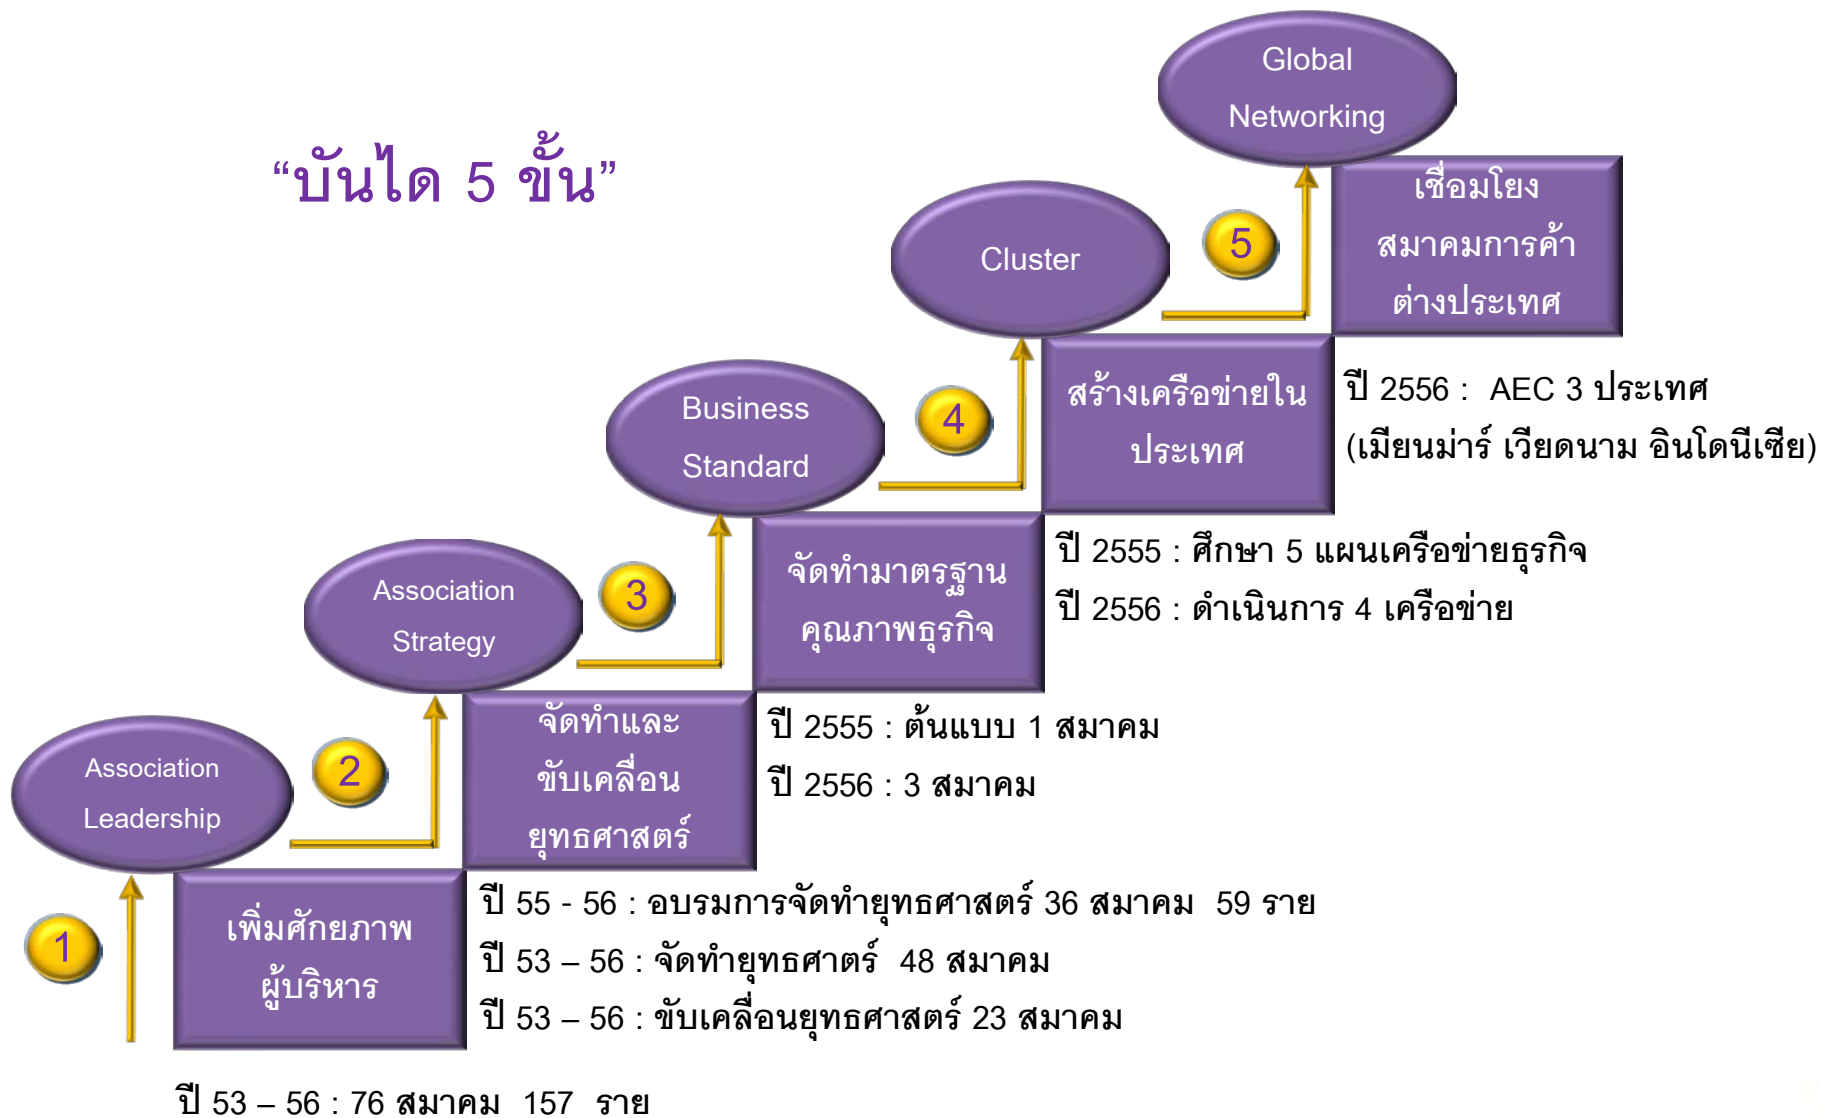 “บันได 5 ขั้น”
Global
Networking
เชื่อมโยง
สมาคมการค้า
ต่างประเทศ
5
Cluster
สร้างเครือข่ายใน
ประเทศ
ปี 2556 : AEC 3 ประเทศ
(เมียนม่าร์ เวียดนาม อินโดนีเซีย)
4
Business
Standard
จัดทำมาตรฐาน
คุณภาพธุรกิจ
ปี 2555 : ศึกษา 5 แผนเครือข่ายธุรกิจ
ปี 2556 : ดำเนินการ 4 เครือข่าย
3
Association
Strategy
จัดทำและ
ขับเคลื่อน
ยุทธศาสตร์
ปี 2555 : ต้นแบบ 1 สมาคม
ปี 2556 : 3 สมาคม
2
Association
Leadership
1
เพิ่มศักยภาพ
ผู้บริหาร
ปี 55 - 56 : อบรมการจัดทำยุทธศาสตร์ 36 สมาคม 59 ราย
ปี 53 – 56 : จัดทำยุทธศาตร์ 48 สมาคม
ปี 53 – 56 : ขับเคลื่อนยุทธศาสตร์ 23 สมาคม
ปี 53 – 56 : 76 สมาคม 157 ราย